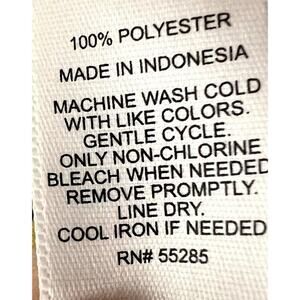 100% POLYESTER
MADE IN INDONESIA
MACHINE WASH COLD
WITH LIKE COLORS.
GENTLE CYCLE.
ONLY NON-CHLORINE
BLEACH WHEN NEEDED
REMOVE PROMPTLY.
LINE DRY.
COOL IRON IF NEEDED
RN# 55285